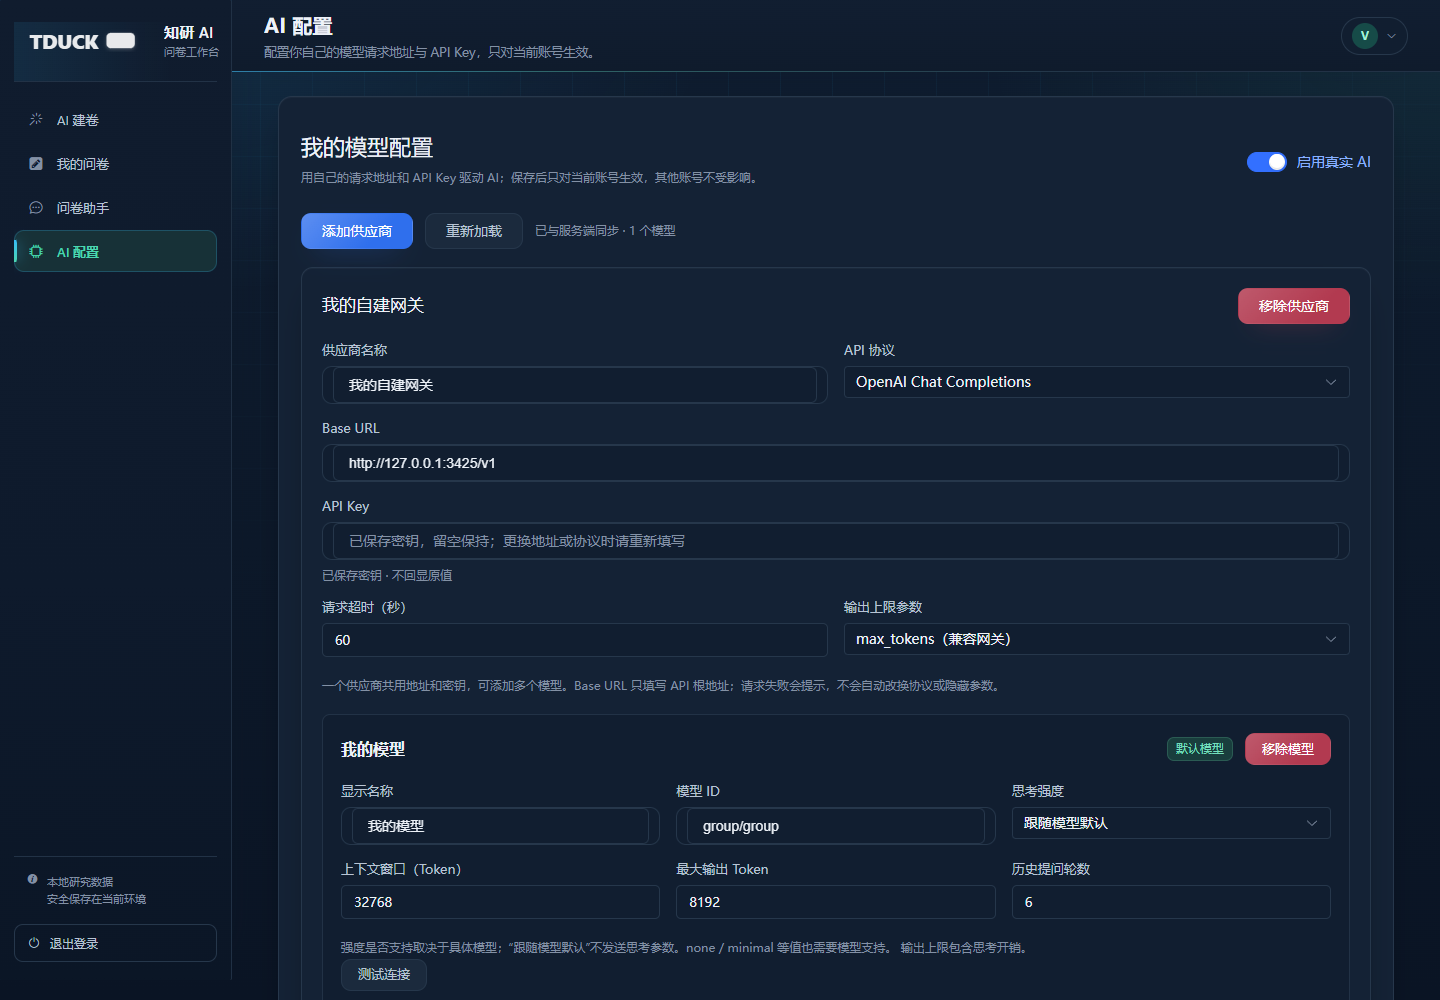 TDUCK
知研 AI
问卷工作台
AI 建卷
我的问卷
问卷助手
AI 配置
本地研究数据
安全保存在当前环境
退出登录
AI 配置
配置你自己的模型请求地址与 API Key，只对当前账号生效。
V
我的模型配置
用自己的请求地址和 API Key 驱动 AI；保存后只对当前账号生效，其他账号不受影响。
启用真实 AI
添加供应商
重新加载
已与服务端同步 · 1 个模型
我的自建网关
移除供应商
供应商名称
API 协议
我的自建网关
OpenAI Chat Completions
Base URL
http://127.0.0.1:3425/v1
API Key
已保存密钥，留空保持；更换地址或协议时请重新填写
已保存密钥 · 不回显原值
请求超时（秒）
输出上限参数
60
max_tokens（兼容网关）
一个供应商共用地址和密钥，可添加多个模型。Base URL 只填写 API 根地址；请求失败会提示，不会自动改换协议或隐藏参数。
我的模型
默认模型
移除模型
显示名称
模型 ID
思考强度
我的模型
group/group
跟随模型默认
上下文窗口（Token）
最大输出 Token
历史提问轮数
32768
8192
6
强度是否支持取决于具体模型；“跟随模型默认”不发送思考参数。none / minimal 等值也需要模型支持。 输出上限包含思考开销。
测试连接